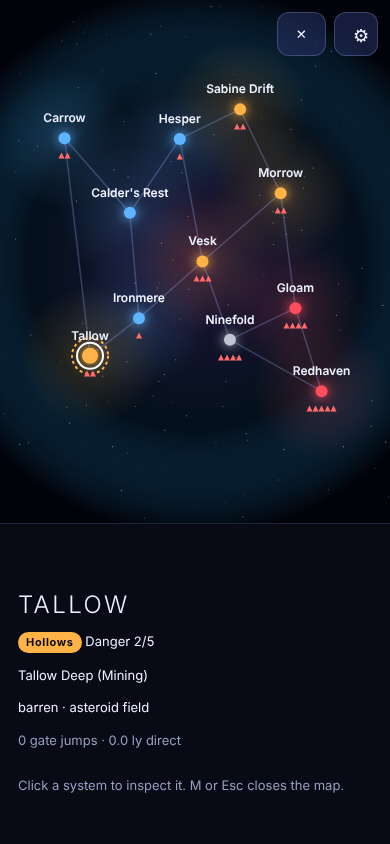 ×
⚙
Sabine Drift
▲▲
Carrow
▲▲
Hesper
▲
Morrow
▲▲
Calder's Rest
Vesk
▲▲▲
Gloam
▲▲▲▲
Ironmere
▲
Ninefold
▲▲▲▲
Tallow
▲▲
Redhaven
▲▲▲▲▲
TALLOW
Hollows Danger 2/5
Tallow Deep (Mining)
barren · asteroid field
0 gate jumps · 0.0 ly direct
Click a system to inspect it. M or Esc closes the map.